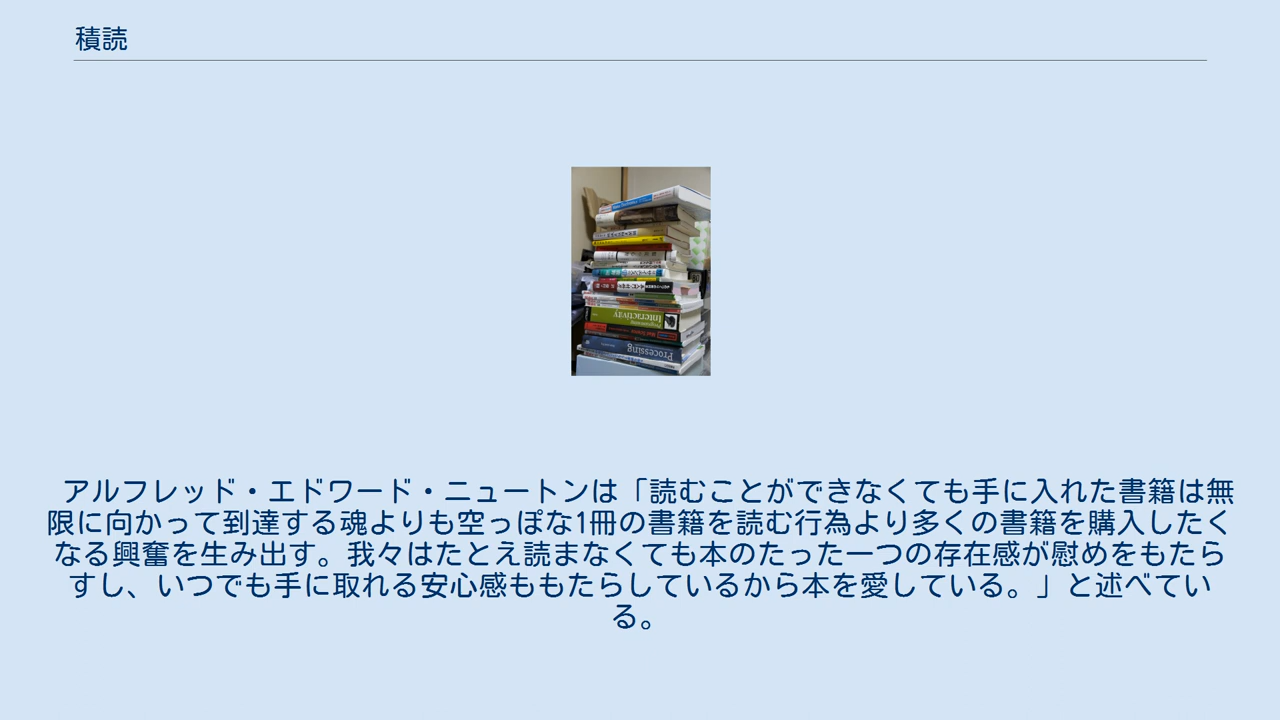 積読
Interactivity
Processing
アルフレッド・エドワード・ニュートンは「読むことができなくても手に入れた書籍は無
限に向かって到達する魂よりも空っぽな1冊の書籍を読む行為より多くの書籍を購入したく
なる興奮を生み出す。我々はたとえ読まなくても本のたった一つの存在感が慰めをもたら
すし、いつでも手に取れる安心感ももたらしているから本を愛している。」と述べてい
る。